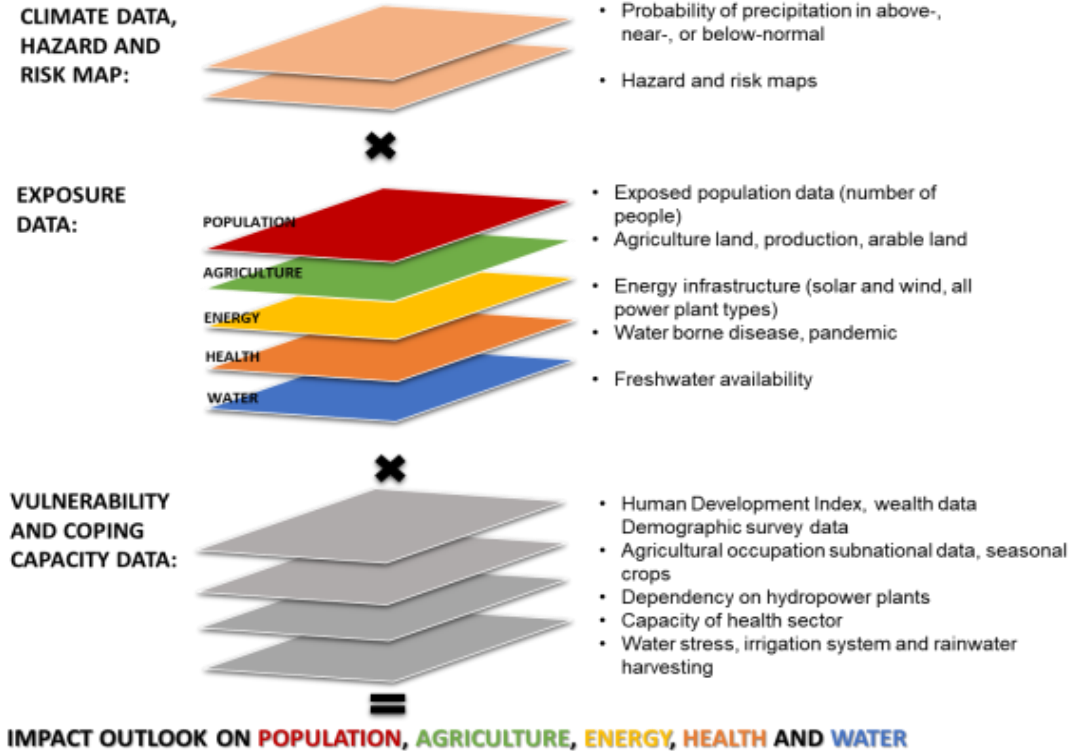 CLIMATE DATA,
HAZARD AND
RISK MAP:
• Probability of precipitation in above-,
near-, or below-normal
• Hazard and risk maps
✖
EXPOSURE
DATA:
POPULATION
AGRICULTURE
ENERGY
HEALTH
WATER
• Exposed population data (number of
people)
• Agriculture land, production, arable land
• Energy infrastructure (solar and wind, all
power plant types)
• Water borne disease, pandemic
• Freshwater availability
✖
VULNERABILITY
AND COPING
CAPACITY DATA:
• Human Development Index, wealth data
Demographic survey data
• Agricultural occupation subnational data, seasonal
crops
• Dependency on hydropower plants
• Capacity of health sector
• Water stress, irrigation system and rainwater
harvesting
=
IMPACT OUTLOOK ON POPULATION, AGRICULTURE, ENERGY, HEALTH AND WATER